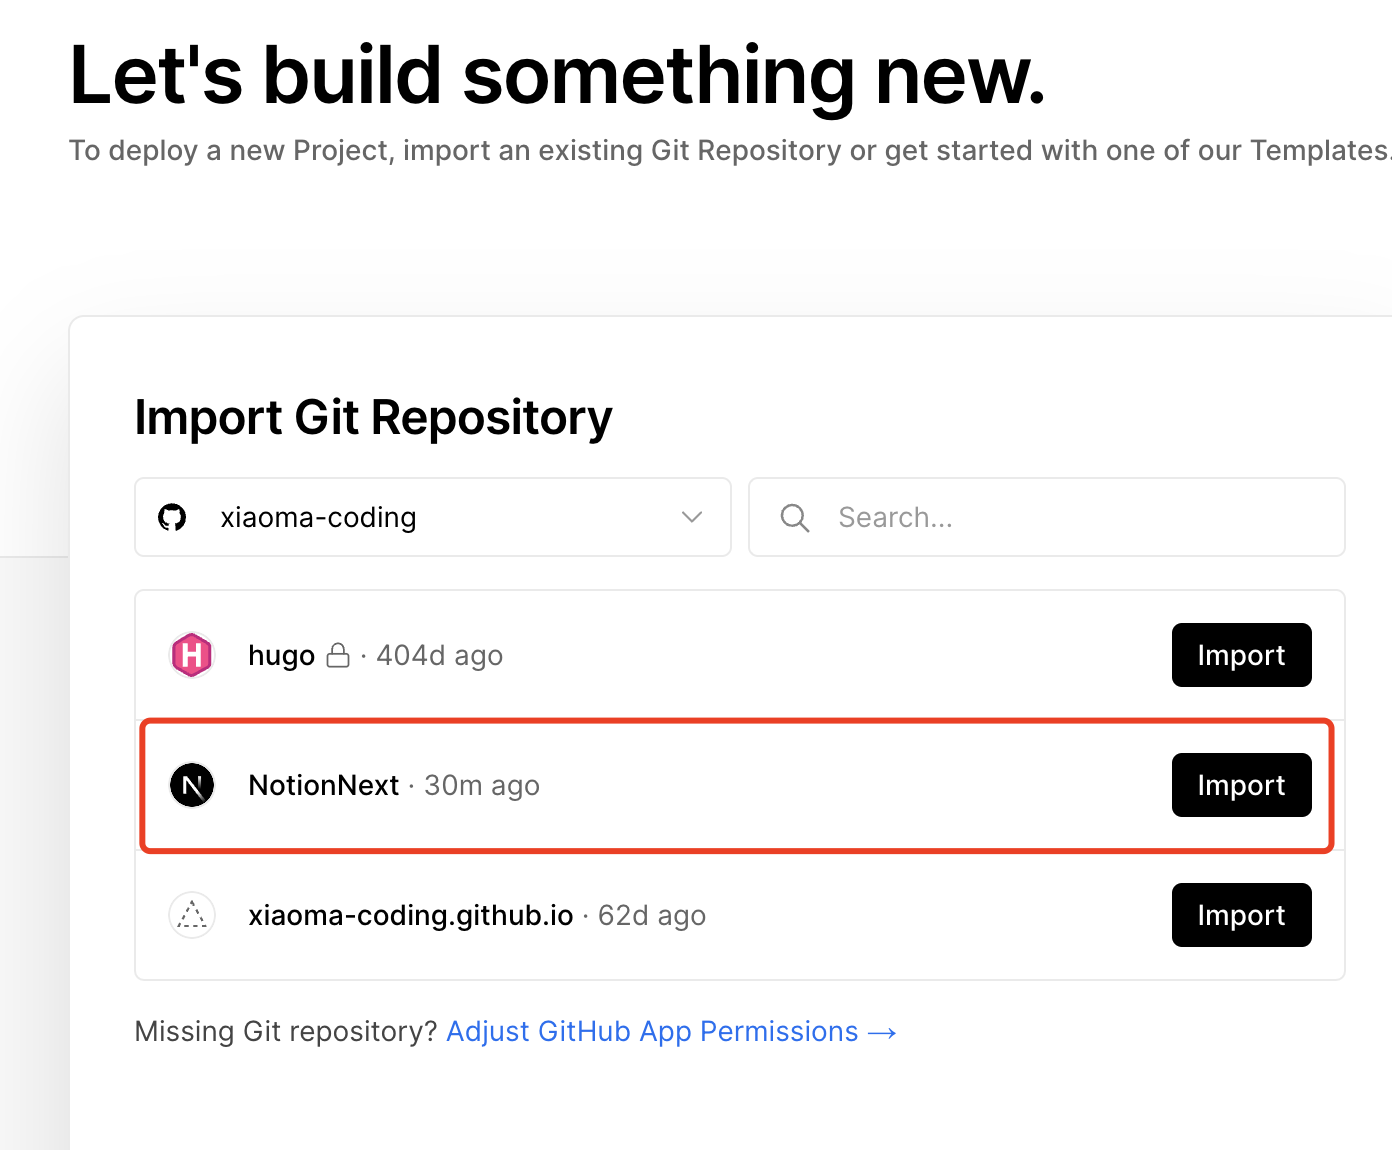 Let's build something new.
To deploy a new Project, import an existing Git Repository or get started with one of our Templates.
Import Git Repository
xiaoma-coding
Search...
H hugo · 404d ago Import
N NotionNext · 30m ago Import
xiaoma-coding.github.io · 62d ago Import
Missing Git repository? Adjust GitHub App Permissions →